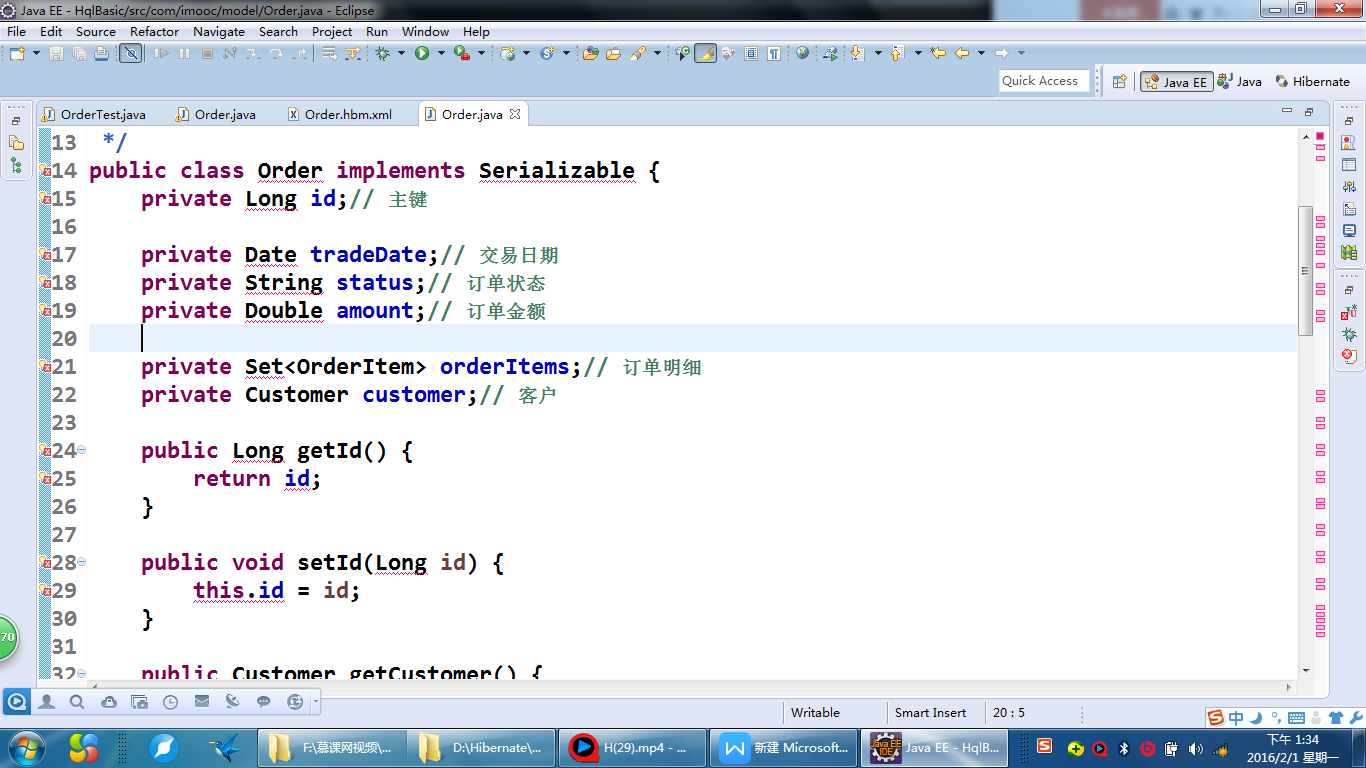 Java EE - HqlBasic/src/com/imooc/model/Order.java - Eclipse
File Edit Source Refactor Navigate Search Project Run Window Help
Quick Access
Java EE
Java
Hibernate
OrderTest.java
Order.java
Order.hbm.xml
Order.java
13 */
14 public class Order implements Serializable {
15 private Long id;// 主键
16
17 private Date tradeDate;// 交易日期
18 private String status;// 订单状态
19 private Double amount;// 订单金额
20
21 private Set<OrderItem> orderItems;// 订单明细
22 private Customer customer;// 客户
23
24 public Long getId() {
25 return id;
26 }
27
28 public void setId(Long id) {
29 this.id = id;
30 }
31
32 public Customer getCustomer() {
70
Writable
Smart Insert
20 : 5
中
F:\慕课网视频\...
D:\Hibernate\...
H(29).mp4 - ...
新建 Microsoft...
Java EE - HqlB...
下午 1:34
2016/2/1 星期一